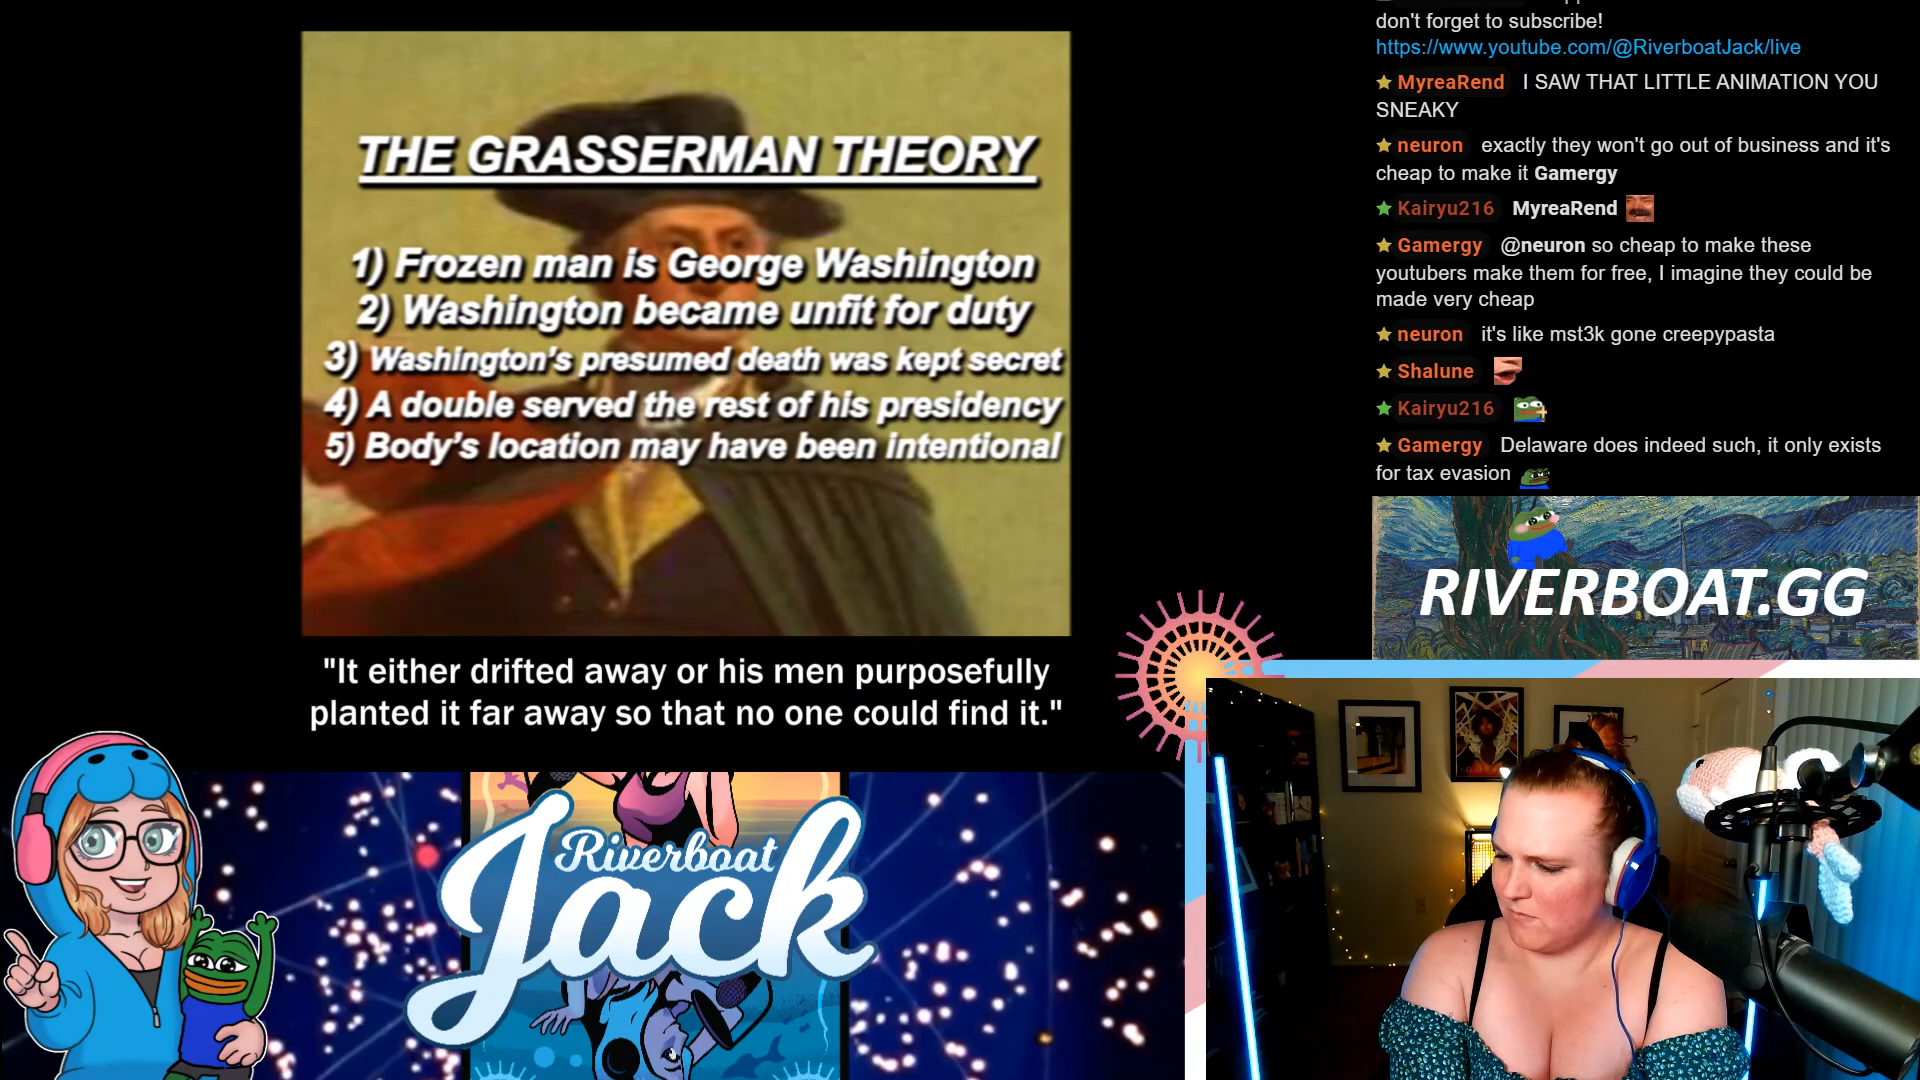 THE GRASSERMAN THEORY
1) Frozen man is George Washington
2) Washington became unfit for duty
3) Washington's presumed death was kept secret
4) A double served the rest of his presidency
5) Body's location may have been intentional
"It either drifted away or his men purposefully
planted it far away so that no one could find it."
don't forget to subscribe!
https://www.youtube.com/@RiverboatJack/live
MyreaRend I SAW THAT LITTLE ANIMATION YOU
SNEAKY
neuron exactly they won't go out of business and it's
cheap to make it Gamergy
Kairyu216 MyreaRend
Gamergy @neuron so cheap to make these
youtubers make them for free, I imagine they could be
made very cheap
neuron it's like mst3k gone creepypasta
Shalune
Kairyu216
Gamergy Delaware does indeed such, it only exists
for tax evasion
RIVERBOAT.GG
Riverboat
Jack